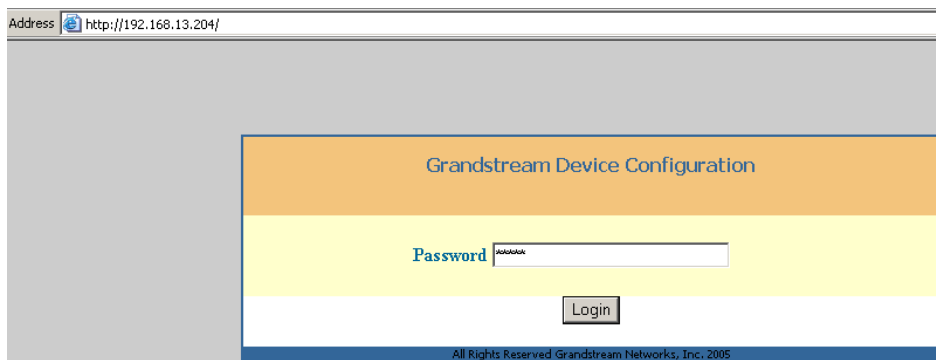 Address http://192.168.13.204/
Grandstream Device Configuration
Password *****
Login
All Rights Reserved Grandstream Networks, Inc. 2005